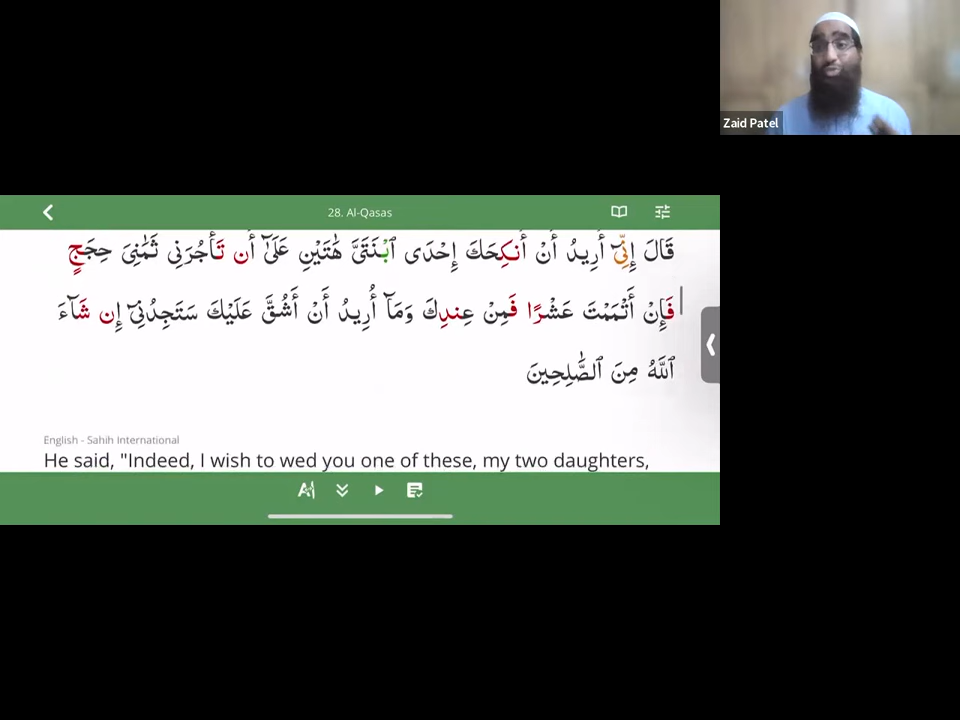 Zaid Patel
28. Al-Qasas
قَالَ إِنِّىٓ أُرِيدُ أَنْ أُنكِحَكَ إِحْدَى ٱبْنَتَىَّ هَٰتَيْنِ عَلَىٰٓ أَن تَأْجُرَنِى ثَمَٰنِىَ حِجَجٍ
فَإِنْ أَتْمَمْتَ عَشْرًا فَمِنْ عِندِكَ وَمَآ أُرِيدُ أَنْ أَشُقَّ عَلَيْكَ سَتَجِدُنِىٓ إِن شَآءَ
ٱللَّهُ مِنَ ٱلصَّٰلِحِينَ
English - Sahih International
He said, "Indeed, I wish to wed you one of these, my two daughters,